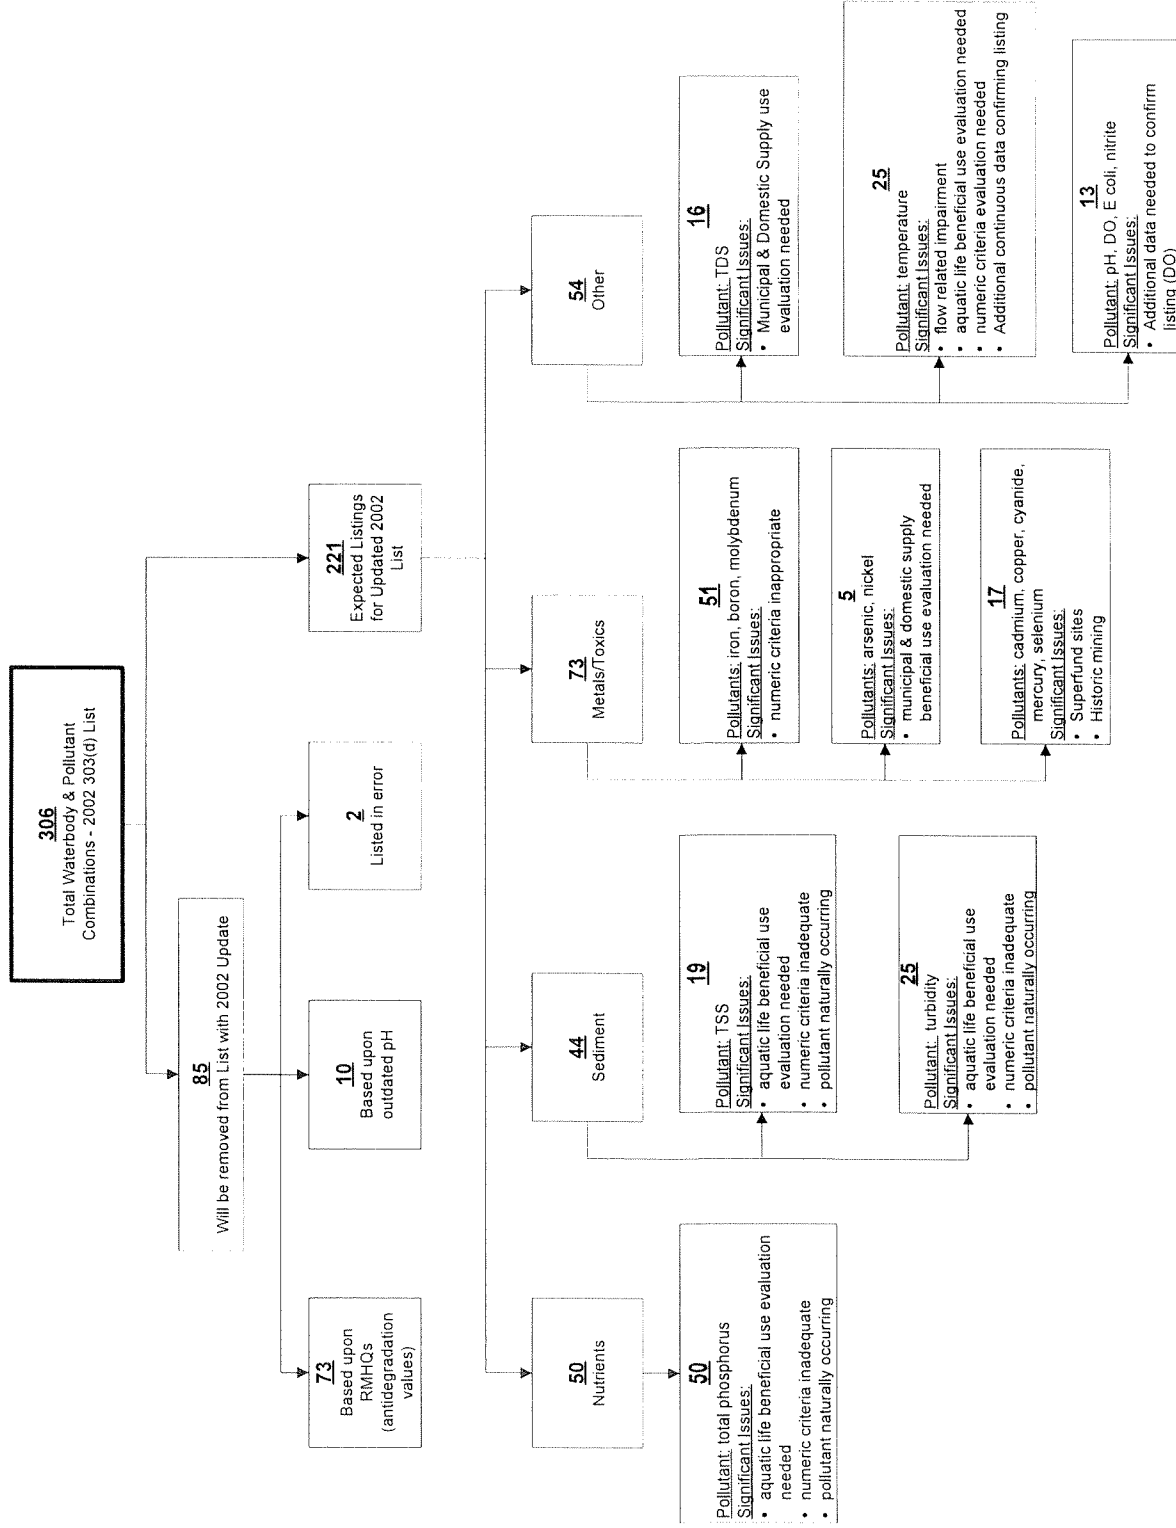 306
Total Waterbody & Pollutant
Combinations - 2002 303(d) List
85
Will be removed from List with 2002 Update
221
Expected Listings
for Updated 2002
List
73
Based upon
RMHQs
(antidegradation
values)
10
Based upon
outdated pH
2
Listed in error
50
Nutrients
44
Sediment
73
Metals/Toxics
54
Other
50
Pollutant: total phosphorus
Significant Issues:
• aquatic life beneficial use evaluation
needed
• numeric criteria inadequate
• pollutant naturally occurring
19
Pollutant: TSS
Significant Issues:
• aquatic life beneficial use
evaluation needed
• numeric criteria inadequate
• pollutant naturally occurring
25
Pollutant: turbidity
Significant Issues:
• aquatic life beneficial use
evaluation needed
• numeric criteria inadequate
• pollutant naturally occurring
51
Pollutants: iron, boron, molybdenum
Significant Issues:
• numeric criteria inappropriate
5
Pollutants: arsenic, nickel
Significant Issues:
• municipal & domestic supply
beneficial use evaluation needed
17
Pollutants: cadmium, copper, cyanide,
mercury, selenium
Significant Issues:
• Superfund sites
• Historic mining
16
Pollutant: TDS
Significant Issues:
• Municipal & Domestic Supply use
evaluation needed
25
Pollutant: temperature
Significant Issues:
• flow related impairment
• aquatic life beneficial use evaluation needed
• numeric criteria evaluation needed
• Additional continuous data confirming listing
13
Pollutant: pH, DO, E coli, nitrite
Significant Issues:
• Additional data needed to confirm
listing (DO)